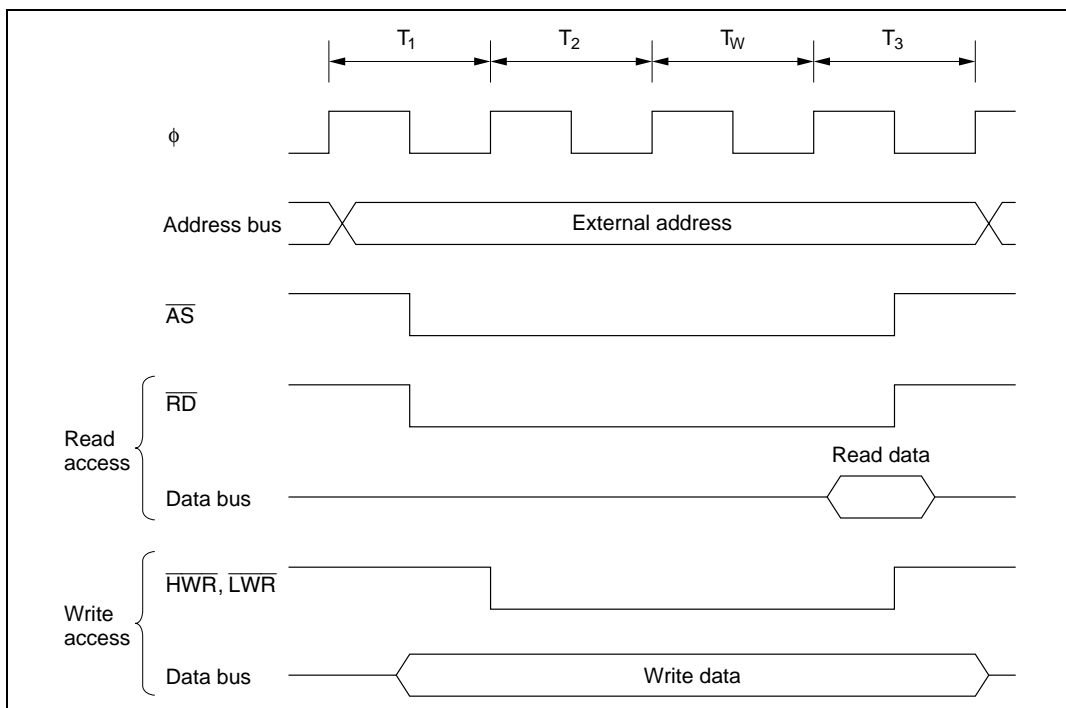 T1 T2 TW T3
ϕ
Address bus External address
AS
RD
Read access
Read data
Data bus
HWR, LWR
Write access
Data bus Write data